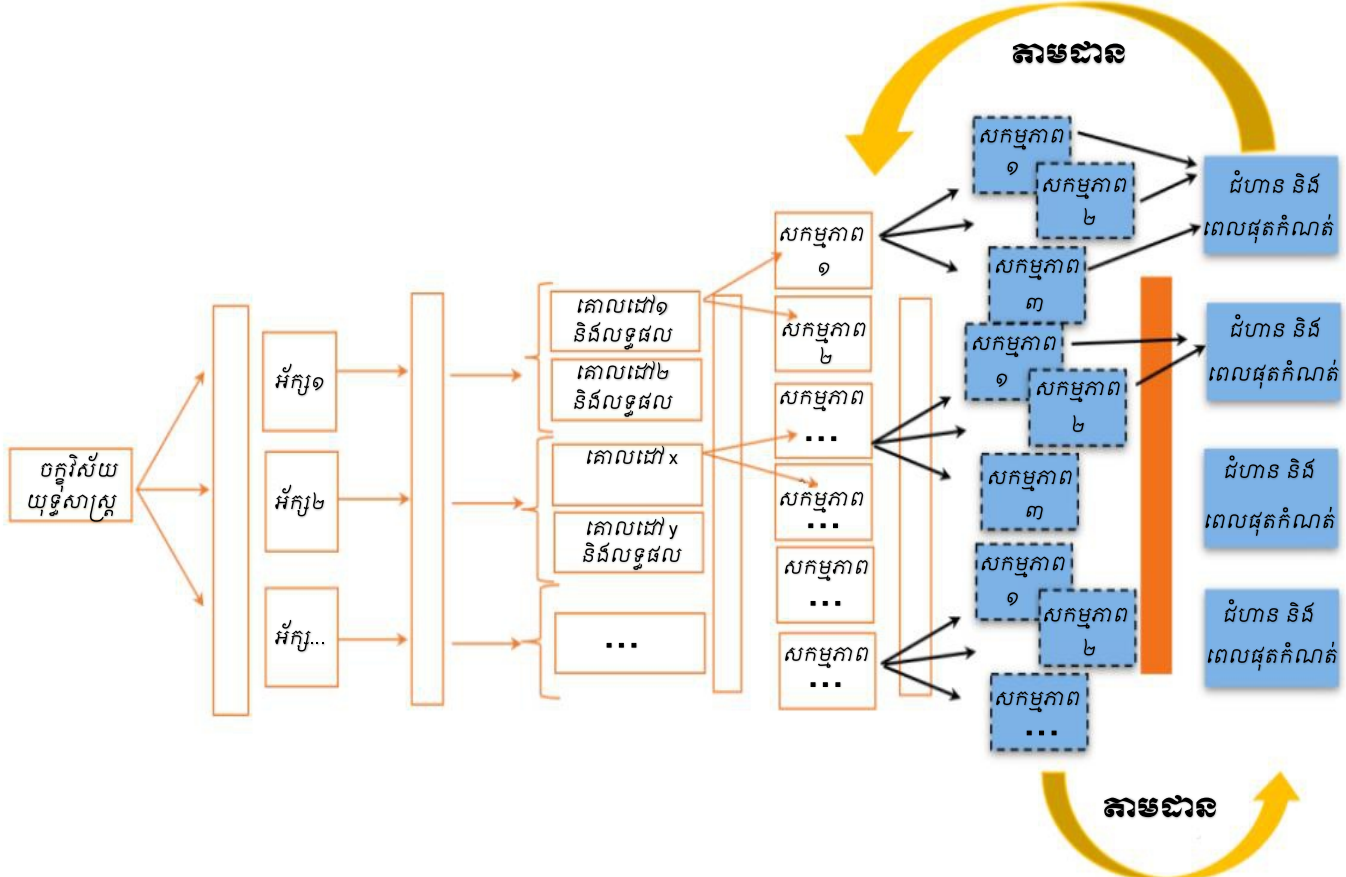 តាមដាន
ចក្ខុវិស័យ
យុទ្ធសាស្ត្រ
អ័ក្ស១
អ័ក្ស២
អ័ក្ស...
គោលដៅ១
និងលទ្ធផល
គោលដៅ២
និងលទ្ធផល
គោលដៅ x
គោលដៅ y
និងលទ្ធផល
...
សកម្មភាព
១
សកម្មភាព
២
សកម្មភាព
...
សកម្មភាព
...
សកម្មភាព
...
សកម្មភាព
...
សកម្មភាព
១
សកម្មភាព
២
សកម្មភាព
៣
សកម្មភាព
១
សកម្មភាព
២
សកម្មភាព
៣
សកម្មភាព
១
សកម្មភាព
២
សកម្មភាព
...
ជំហាន និង
ពេលផុតកំណត់
ជំហាន និង
ពេលផុតកំណត់
ជំហាន និង
ពេលផុតកំណត់
ជំហាន និង
ពេលផុតកំណត់
តាមដាន